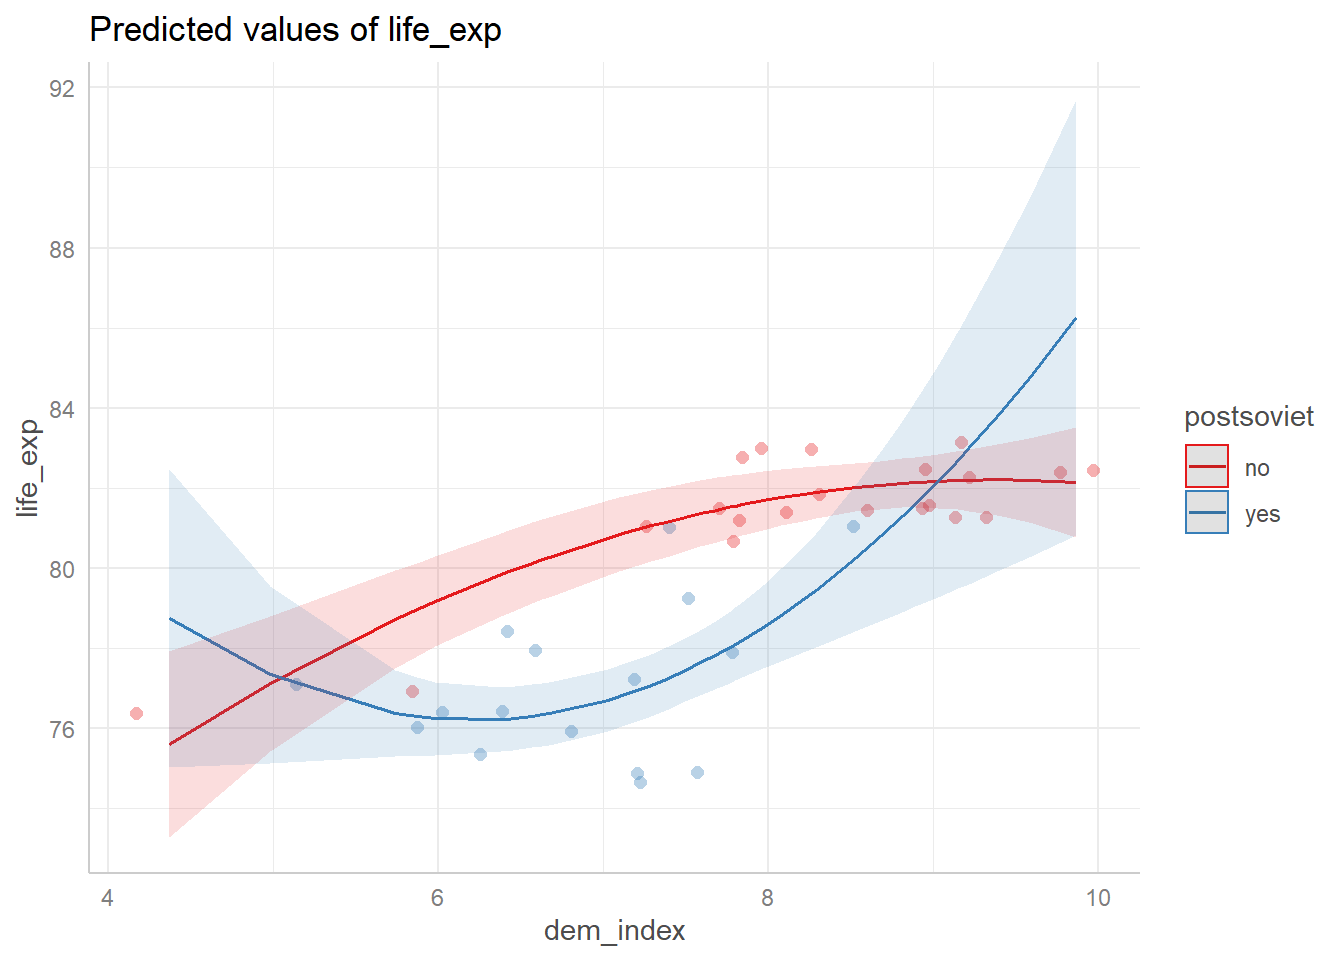 Predicted values of life_exp
92
88
84
80
76
life_exp
4
6
8
10
dem_index
postsoviet
no
yes